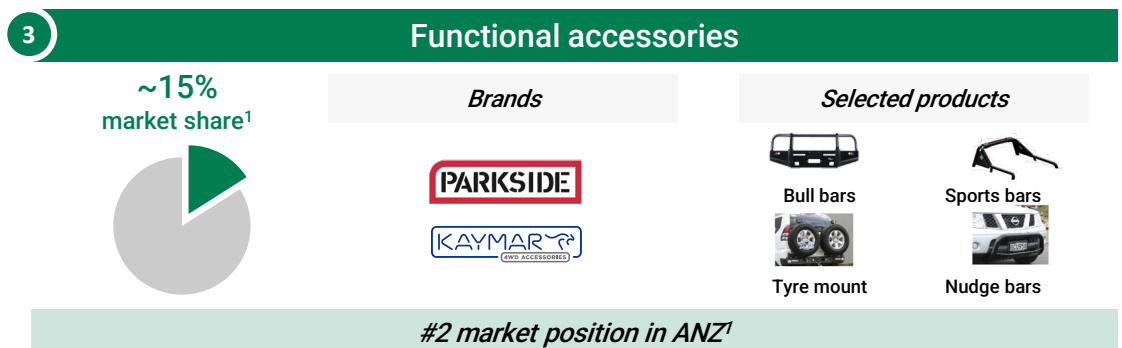 3
Functional accessories
~15%
market share¹
Brands
Selected products
PARKSIDE
KAYMAR
4WD ACCESSORIES
Bull bars
Sports bars
Tyre mount
Nudge bars
#2 market position in ANZ¹